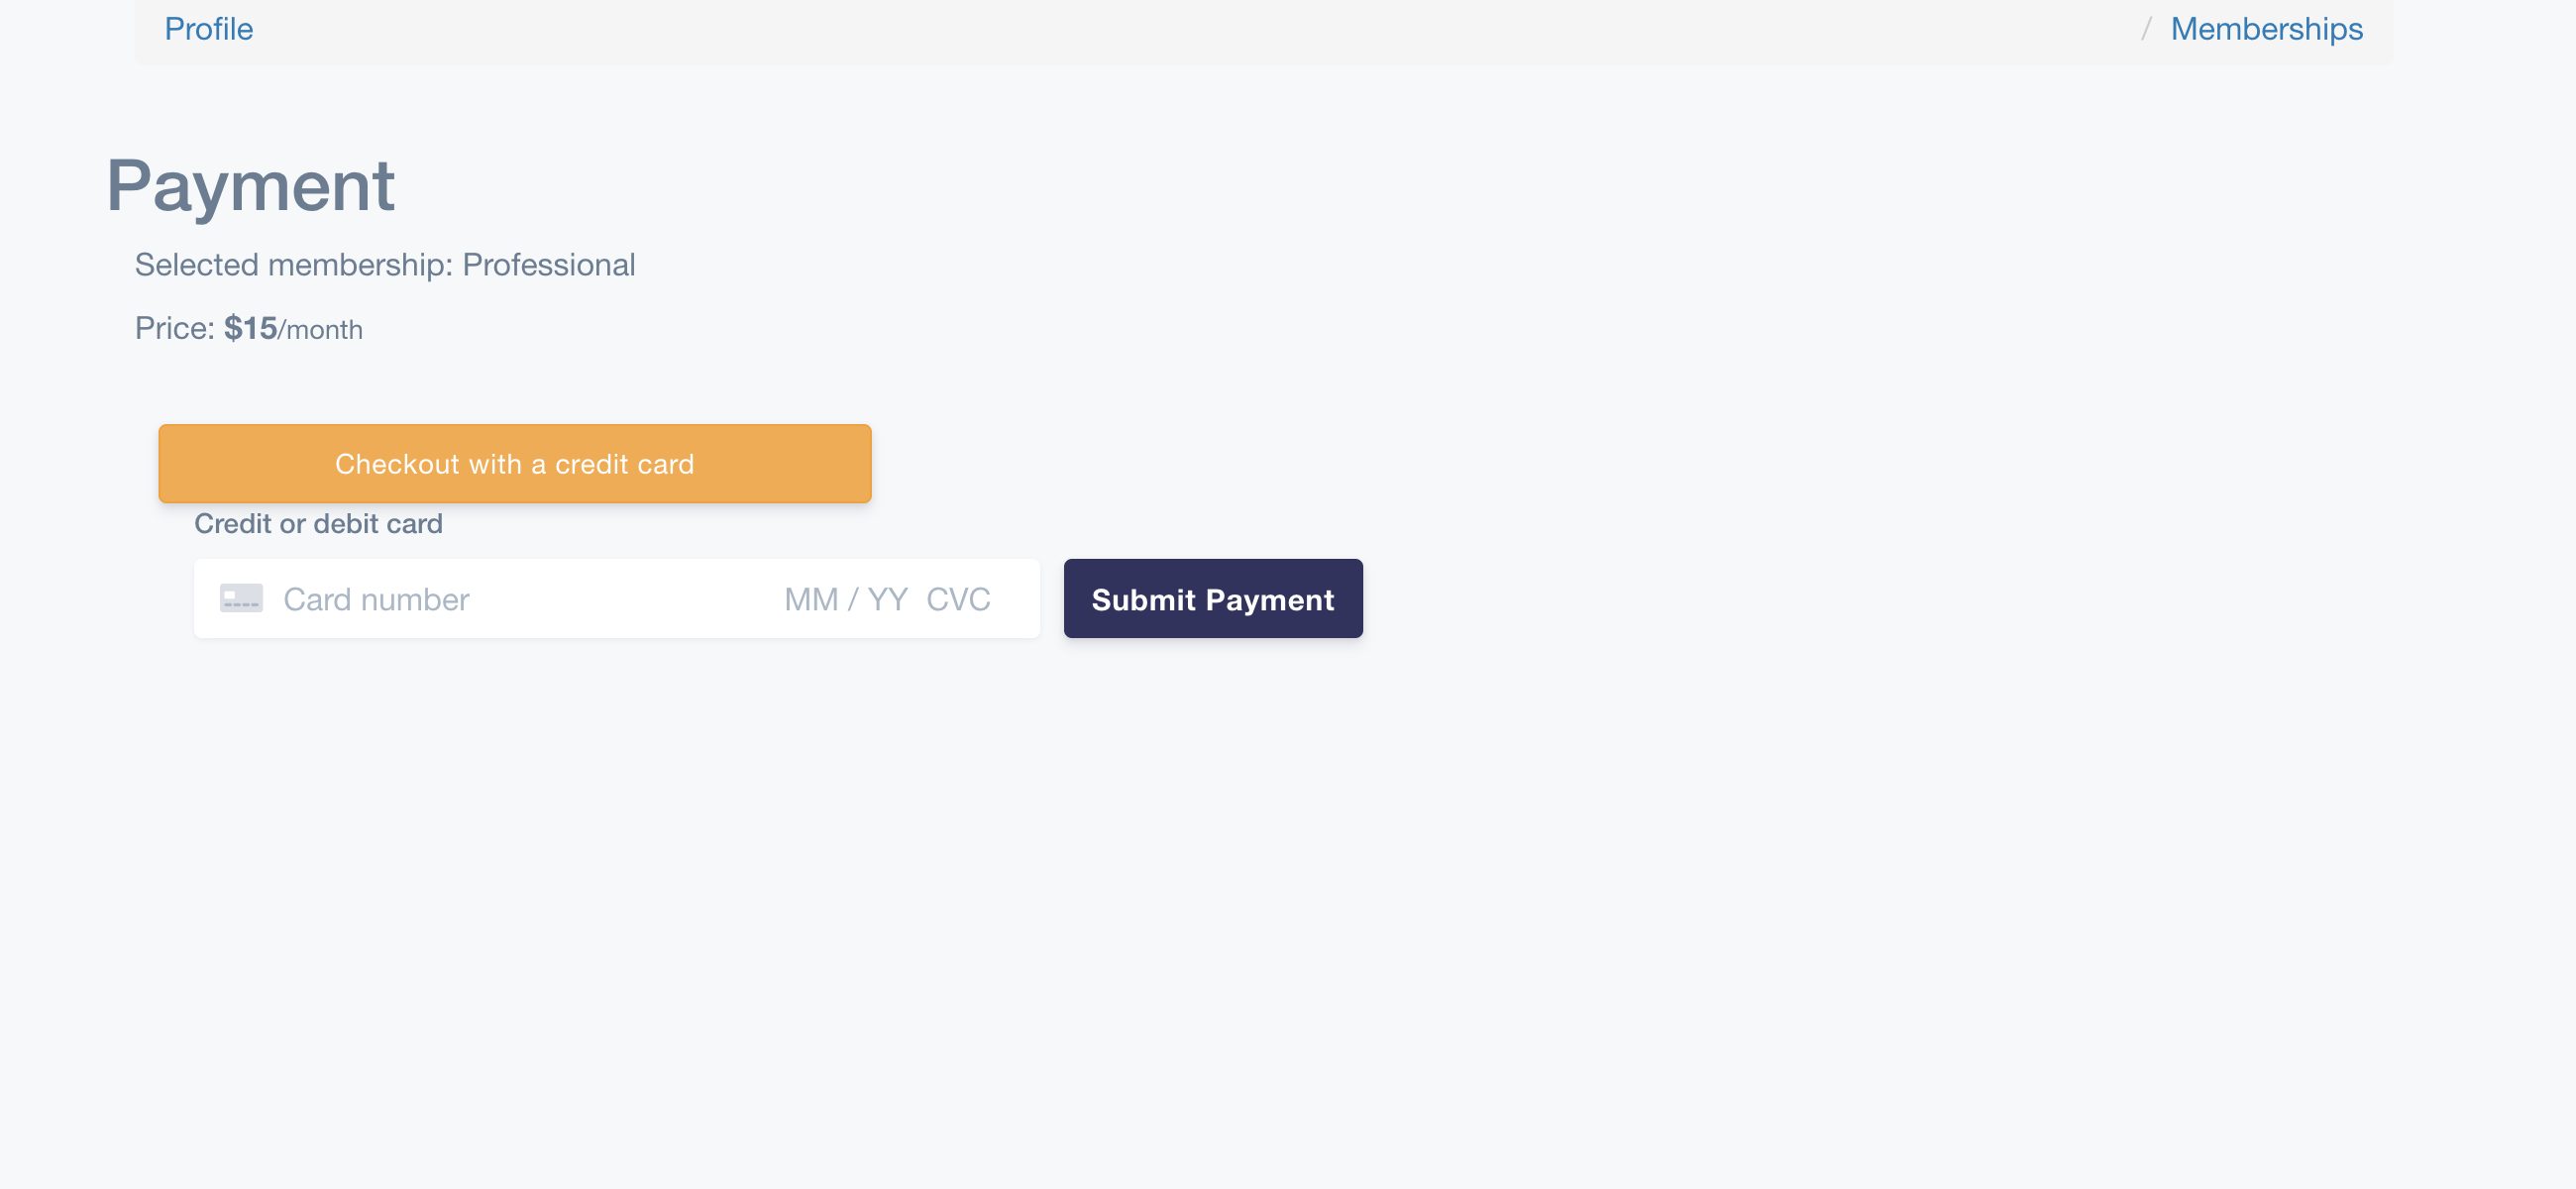 Profile / Memberships
Payment
Selected membership: Professional
Price: $15/month
Checkout with a credit card
Credit or debit card
Card number MM / YY CVC
Submit Payment